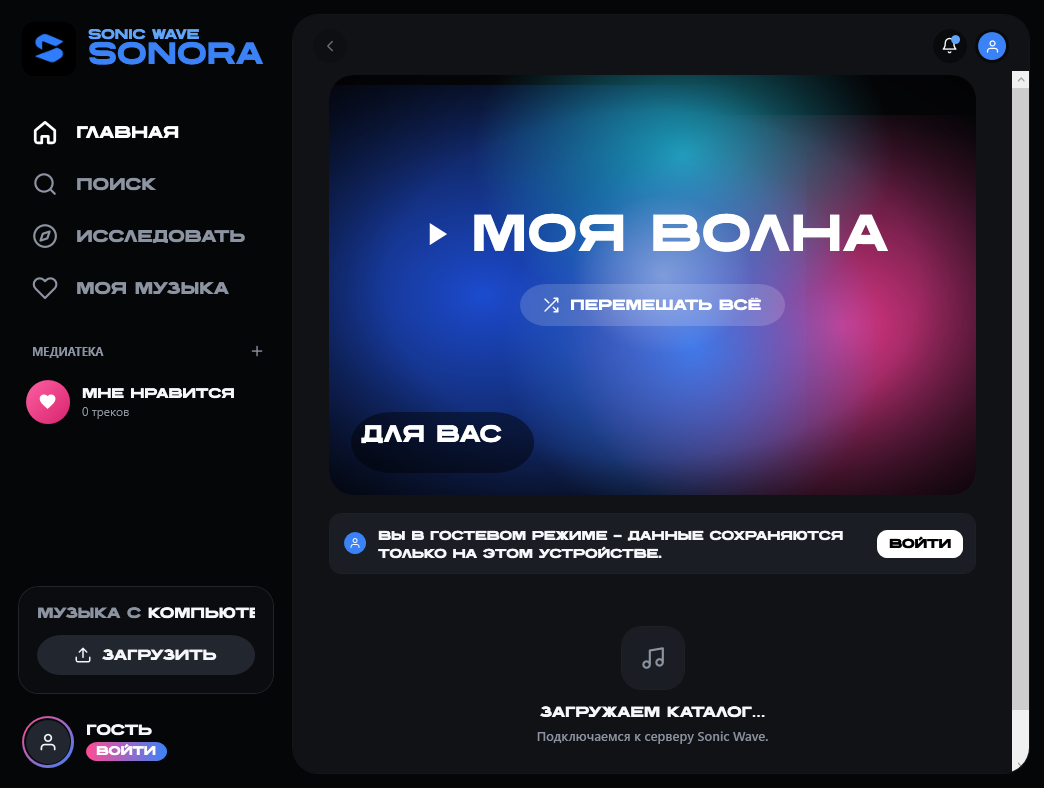 SONIC WAVE
SONORA
ГЛАВНАЯ
ПОИСК
ИССЛЕДОВАТЬ
МОЯ МУЗЫКА
МЕДИАТЕКА
МНЕ НРАВИТСЯ
0 треков
МУЗЫКА С КОМПЬЮТЕ
ЗАГРУЗИТЬ
ГОСТЬ
ВОЙТИ
МОЯ ВОЛНА
ПЕРЕМЕШАТЬ ВСЁ
ДЛЯ ВАС
ВЫ В ГОСТЕВОМ РЕЖИМЕ — ДАННЫЕ СОХРАНЯЮТСЯ
ТОЛЬКО НА ЭТОМ УСТРОЙСТВЕ.
ВОЙТИ
ЗАГРУЖАЕМ КАТАЛОГ...
Подключаемся к серверу Sonic Wave.